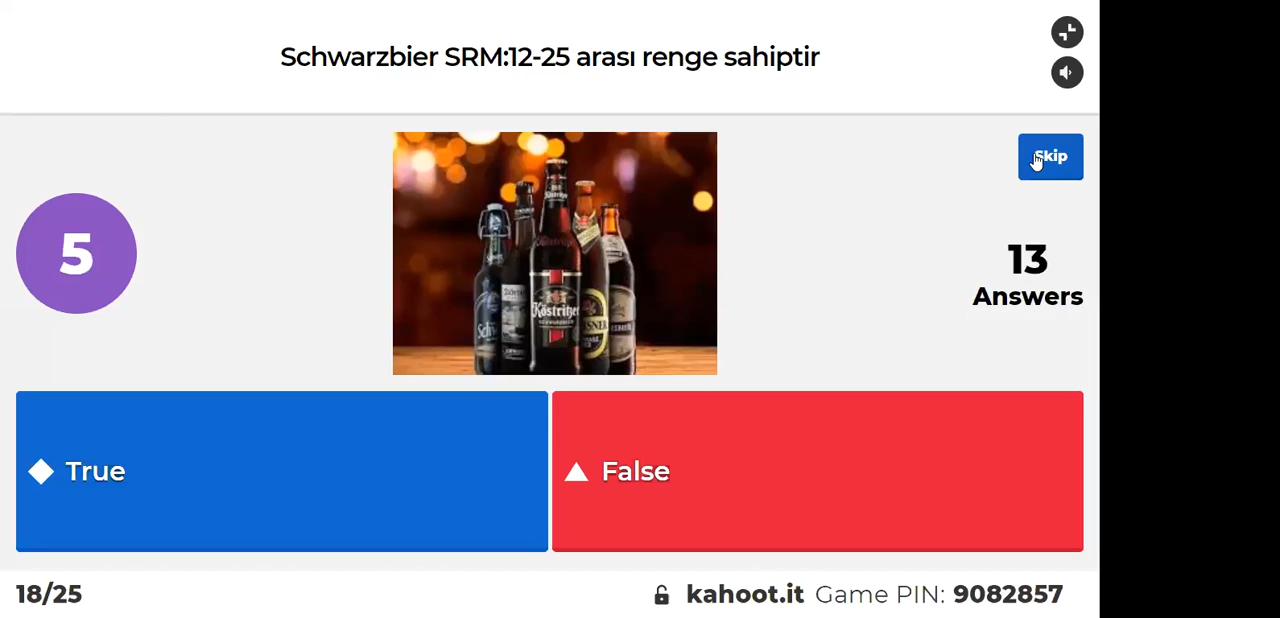 Schwarzbier SRM:12-25 arası renge sahiptir
Skip
5
13
Answers
Köstritzer
True
False
18/25
kahoot.it Game PIN: 9082857